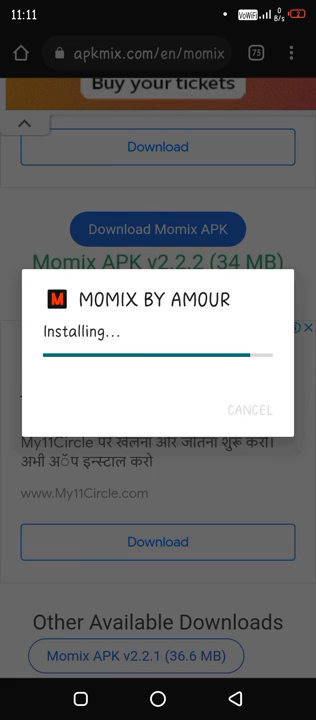 11:11
VoWiFi
0
B/s
apkmix.com/en/momix
73
Buy your tickets
Download
Download Momix APK
Momix APK v2.2.2 (34 MB)
M MOMIX BY AMOUR
Installing...
CANCEL
My11Circle पर खेलना और जीतना शुरू करो।
अभी अॅप इन्स्टाल करो
www.My11Circle.com
Download
Other Available Downloads
Momix APK v2.2.1 (36.6 MB)